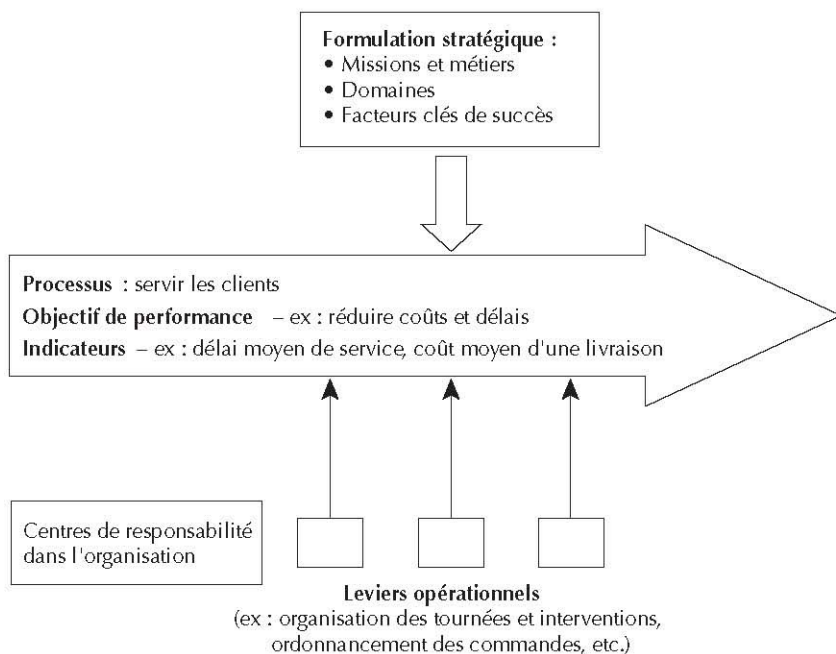 Formulation stratégique :
• Missions et métiers
• Domaines
• Facteurs clés de succès
Processus : servir les clients
Objectif de performance – ex : réduire coûts et délais
Indicateurs – ex : délai moyen de service, coût moyen d'une livraison
Centres de responsabilité
dans l'organisation
Leviers opérationnels
(ex : organisation des tournées et interventions,
ordonnancement des commandes, etc.)